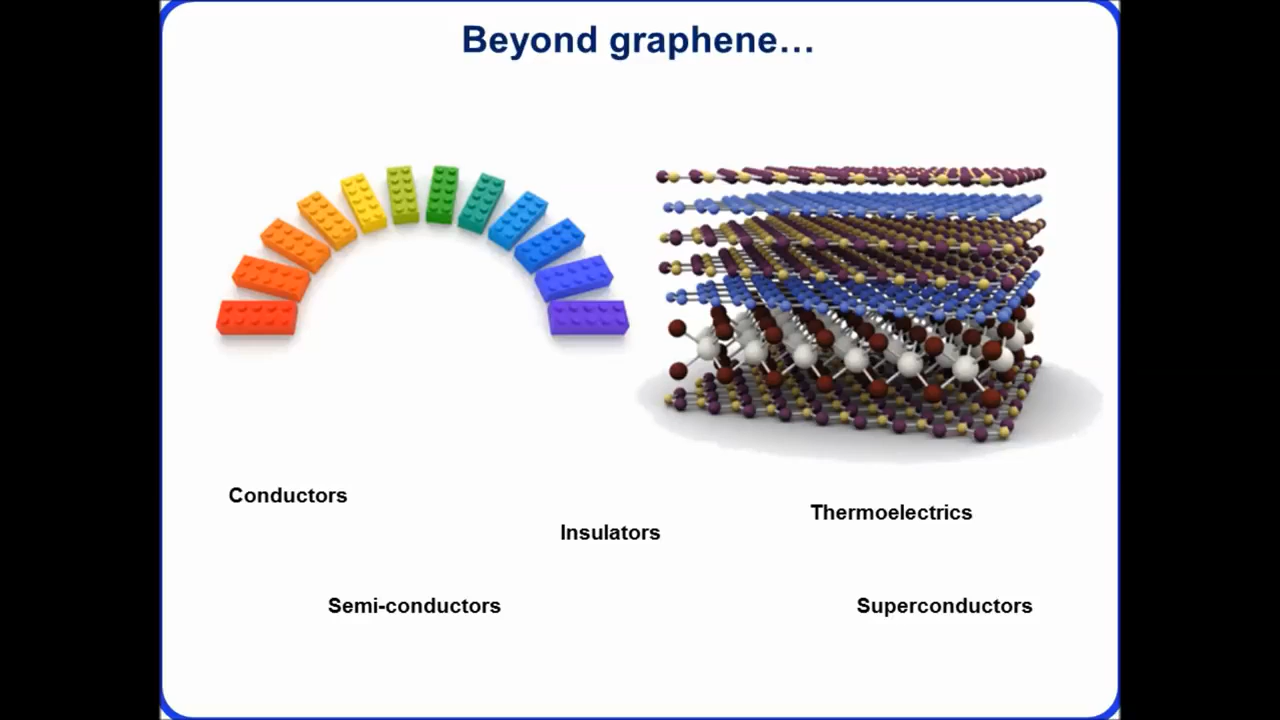 Beyond graphene…
Conductors
Thermoelectrics
Insulators
Semi-conductors
Superconductors